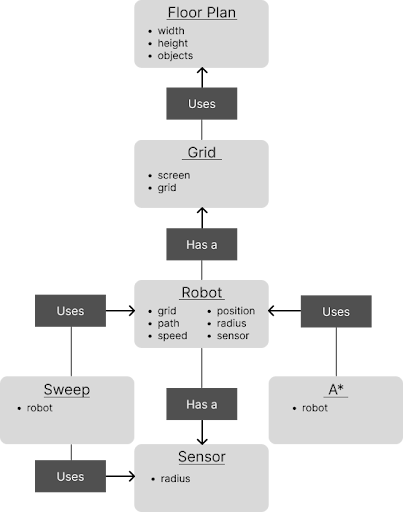 Floor Plan
• width
• height
• objects
Uses
Grid
• screen
• grid
Has a
Robot
• grid
• path
• speed
• position
• radius
• sensor
Uses
Uses
Sweep
• robot
Has a
A*
• robot
Uses
Sensor
• radius